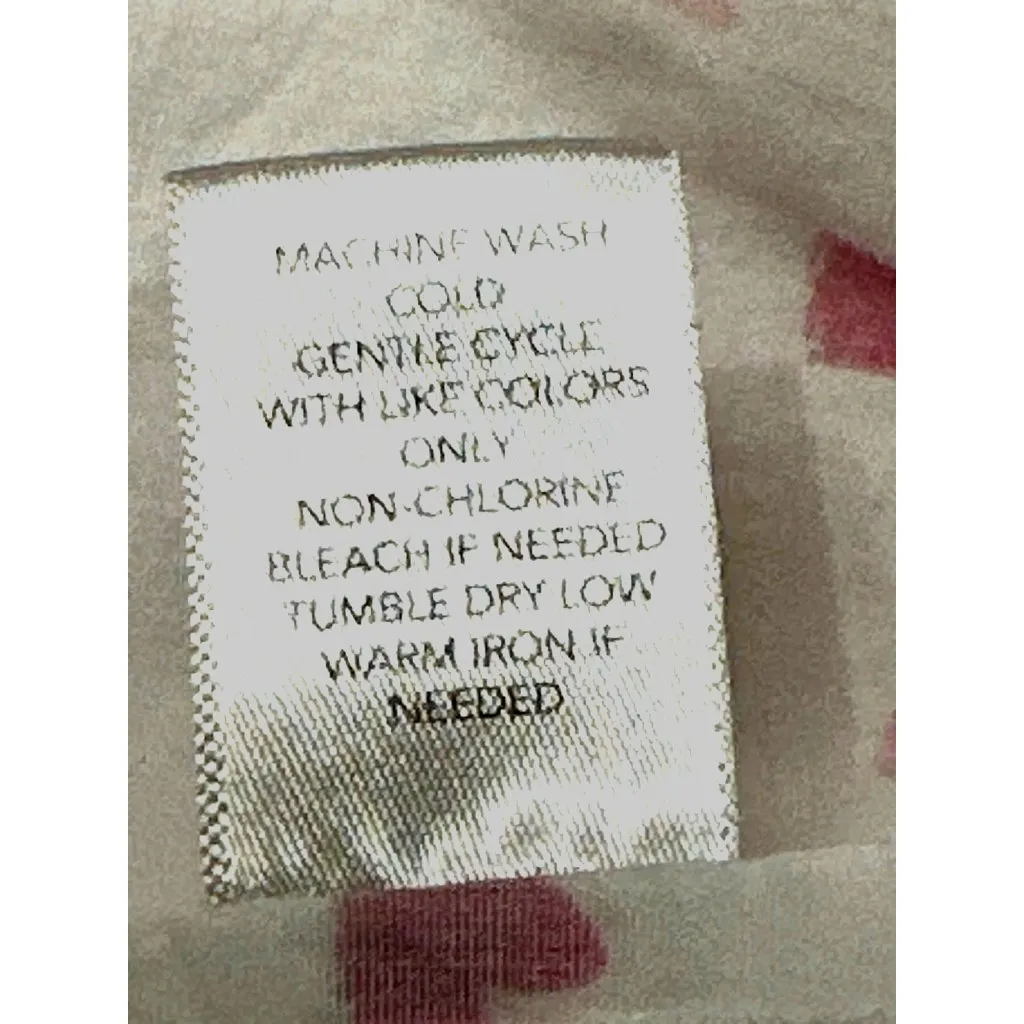 MACHINE WASH
COLD
GENTLE CYCLE
WITH LIKE COLORS
ONLY
NON-CHLORINE
BLEACH IF NEEDED
TUMBLE DRY LOW
WARM IRON IF
NEEDED